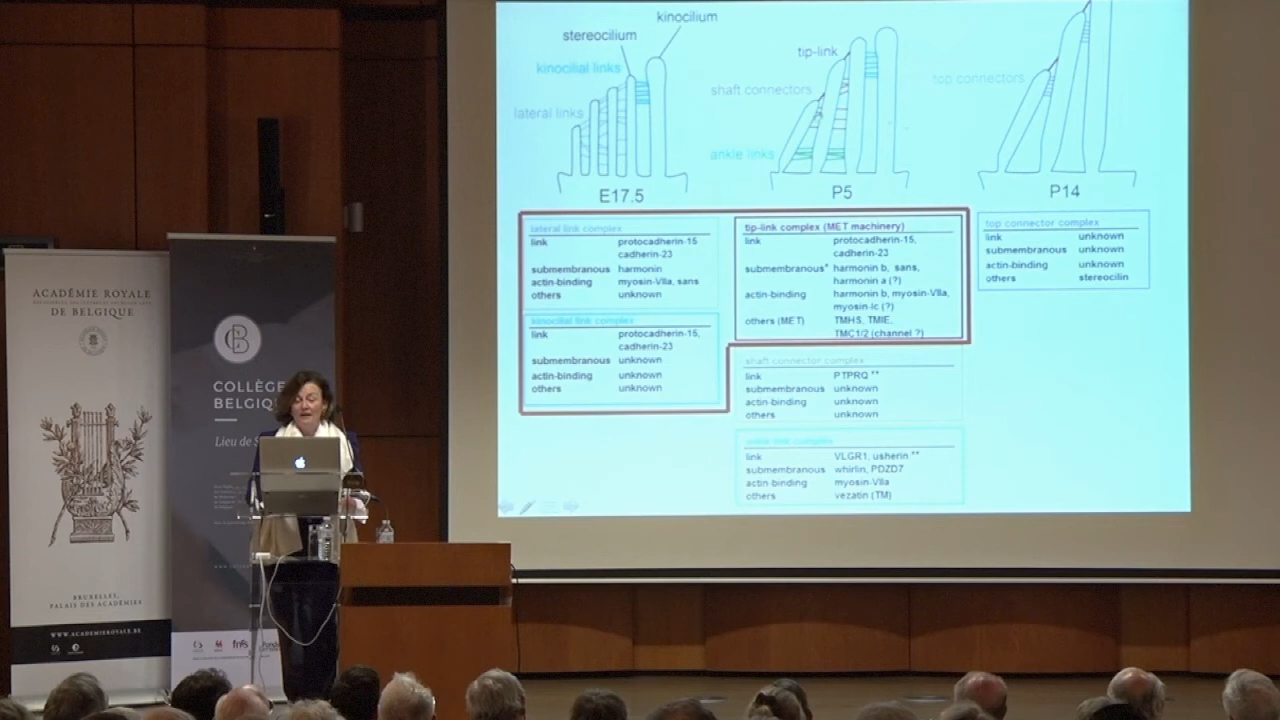 kinocilium
stereocilium
kinocilial links
lateral links
E17.5
tip-link
shaft connectors
ankle links
P5
top connectors
P14
lateral link complex
link protocadherin-15
cadherin-23
submembranous harmonin
actin-binding myosin-VIIa, sans
others unknown
kinocilial link complex
link protocadherin-15,
cadherin-23
submembranous unknown
actin-binding unknown
others unknown
tip-link complex (MET machinery)
link protocadherin-15,
cadherin-23
submembranous* harmonin b, sans,
harmonin a (?)
actin-binding harmonin b, myosin-VIIa,
myosin-Ic (?)
others (MET) TMHS, TMIE,
TMC1/2 (channel ?)
shaft connector complex
link PTPRQ **
submembranous unknown
actin-binding unknown
others unknown
ankle link complex
link VLGR1, usherin **
submembranous whirlin, PDZD7
actin-binding myosin-VIIa
others vezatin (TM)
top connector complex
link unknown
submembranous unknown
actin-binding unknown
others stereocilin
ACADÉMIE ROYALE
DE BELGIQUE
BRUXELLES,
PALAIS DES ACADÉMIES
WWW.ACADEMIEROYALE.BE
COLLÈGE
BELGIQU
Lieu de S
fnrs